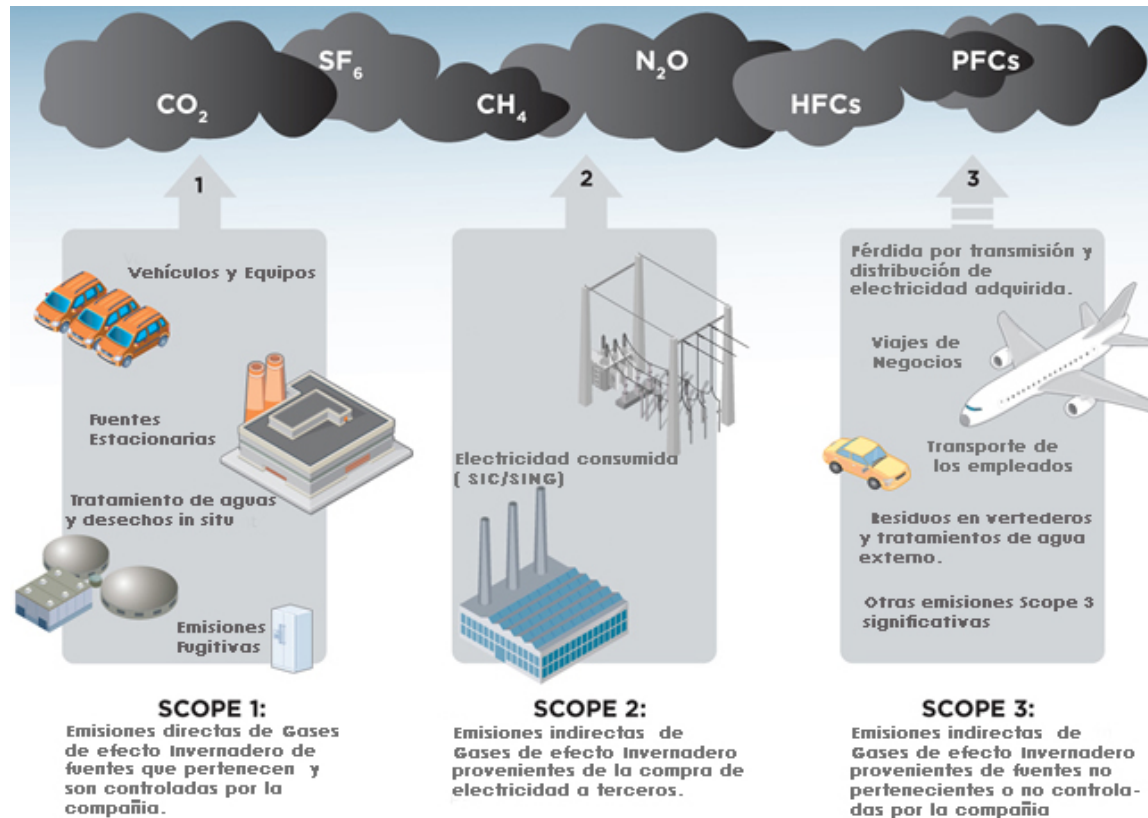 SF₆
N₂O
PFCs
CO₂
CH₄
HFCs
1
2
3
Vehículos y Equipos
Fuentes
Estacionarias
Tratamiento de aguas
y desechos in situ
Emisiones
Fugitivas
Electricidad consumida
( SIC/SING)
Pérdida por transmisión y
distribución de
electricidad adquirida.
Viajes de
Negocios
Transporte de
los empleados
Residuos en vertederos
y tratamientos de agua
externo.
Otras emisiones Scope 3
significativas
SCOPE 1:
Emisiones directas de Gases
de efecto Invernadero de
fuentes que pertenecen y
son controladas por la
compañia.
SCOPE 2:
Emisiones indirectas de
Gases de efecto Invernadero
provenientes de la compra de
electricidad a terceros.
SCOPE 3:
Emisiones indirectas de
Gases de efecto Invernadero
provenientes de fuentes no
pertenecientes o no controla-
das por la compañia